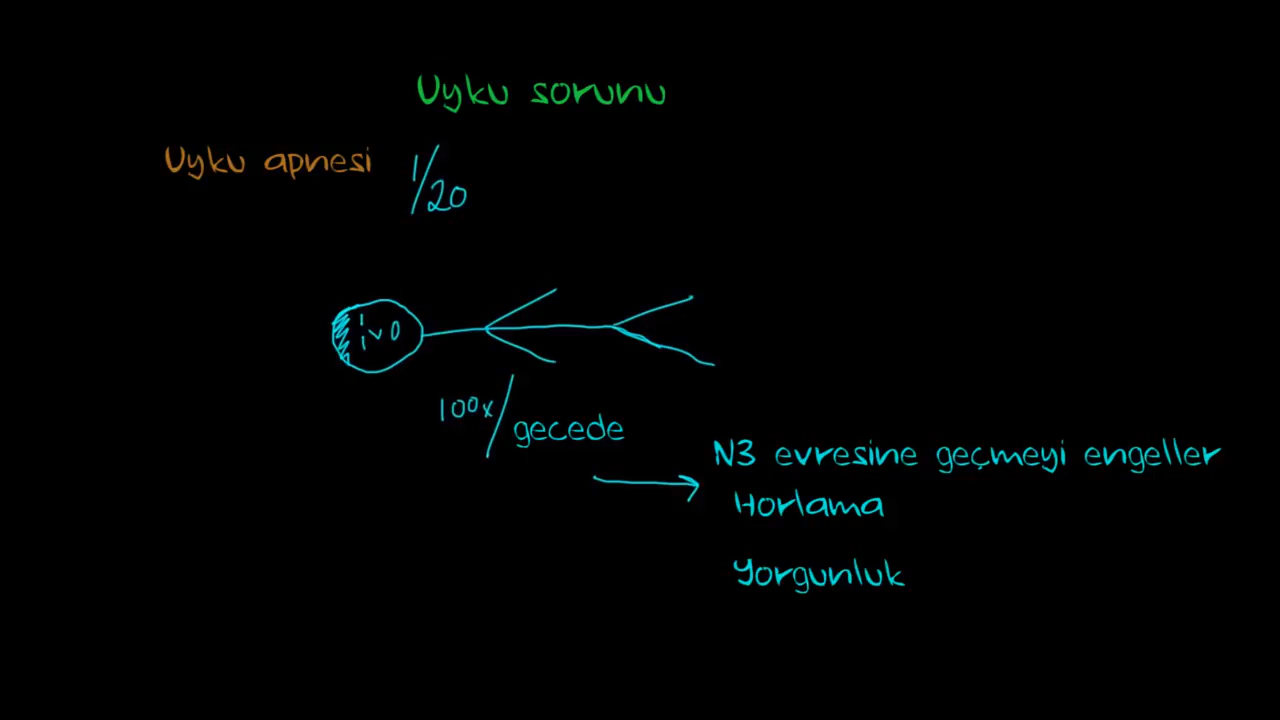 Uyku sorunu
Uyku apnesi 1/20
100x/gecede
N3 evresine geçmeyi engeller
Horlama
Yorgunluk